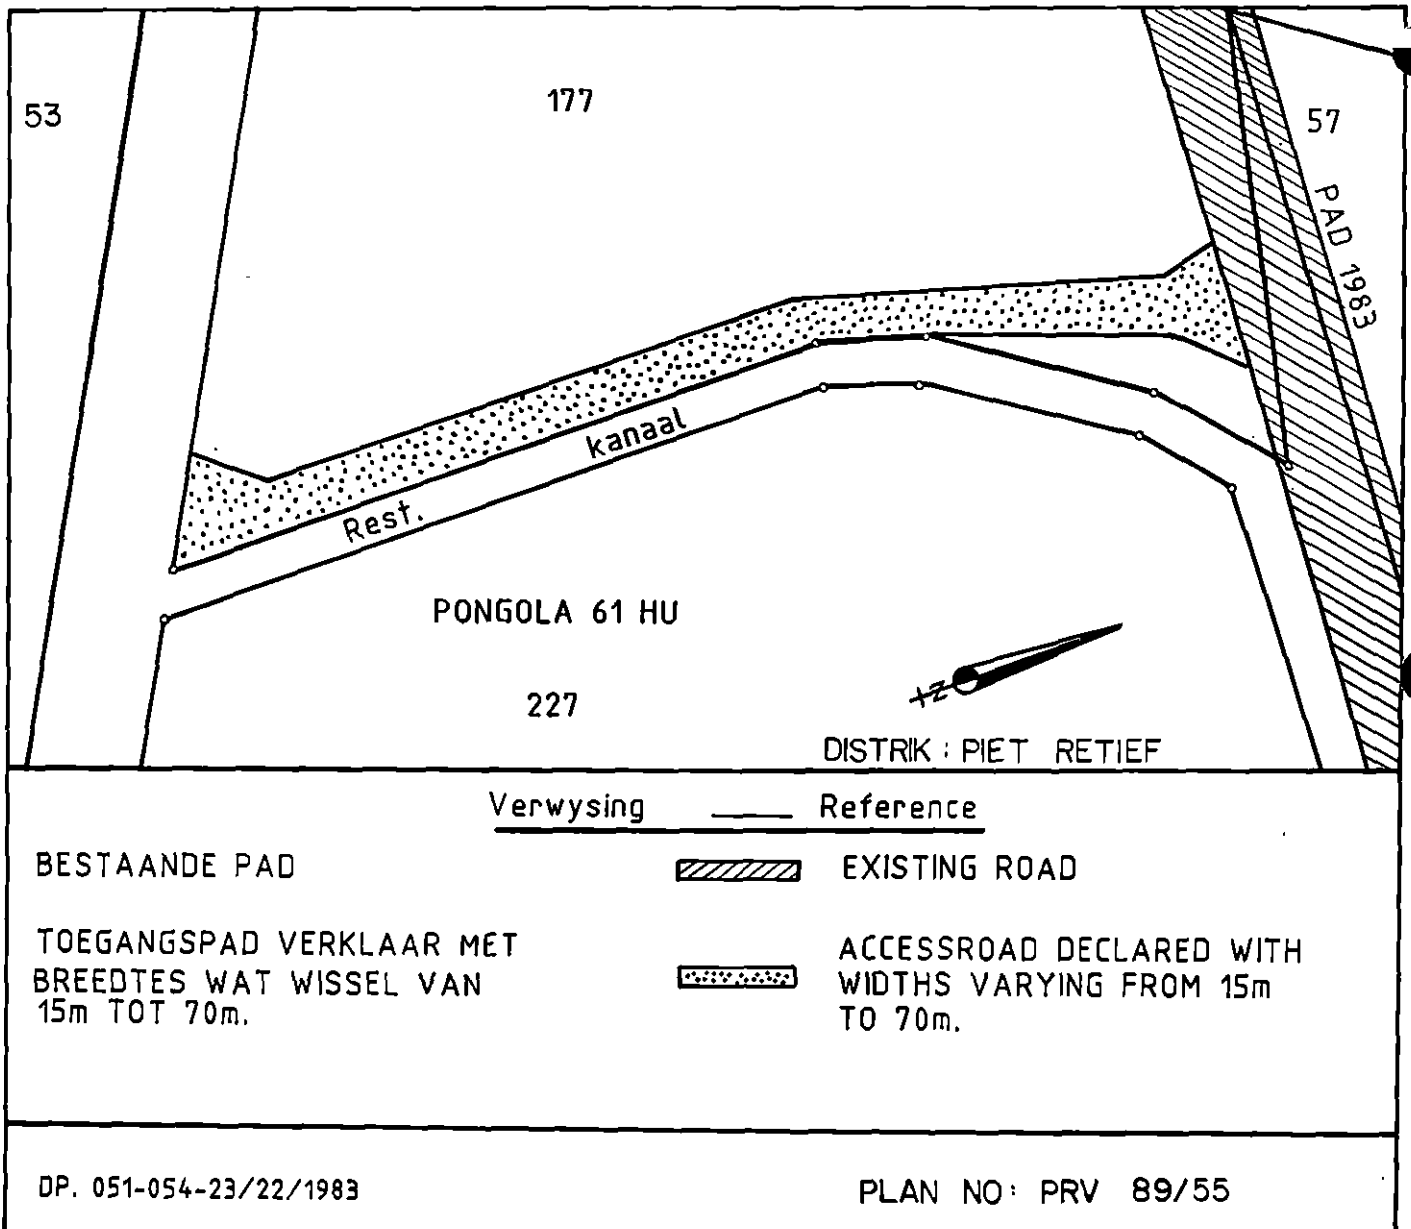 53
177
57
PAD 1983
kanaal
Rest.
PONGOLA 61 HU
227
N
DISTRIK : PIET RETIEF
Verwysing — Reference
BESTAANDE PAD
EXISTING ROAD
TOEGANGSPAD VERKLAAR MET
BREEDTES WAT WISSEL VAN
15m TOT 70m.
ACCESSROAD DECLARED WITH
WIDTHS VARYING FROM 15m
TO 70m.
DP. 051-054-23/22/1983
PLAN NO: PRV 89/55